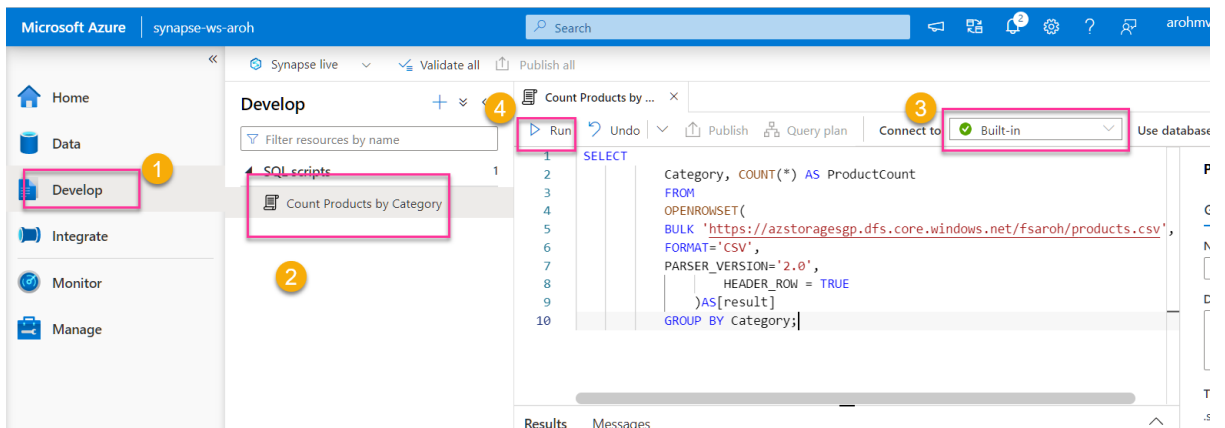 Microsoft Azure synapse-ws-aroh Search 2 arohmv
Synapse live Validate all Publish all
Home
Data
Develop
Integrate
Monitor
Manage
1
Develop
Filter resources by name
SQL scripts 1
Count Products by Category
2
4
Count Products by ...
3
Run Undo Publish Query plan Connect to Built-in Use database
1 SELECT
2 Category, COUNT(*) AS ProductCount
3 FROM
4 OPENROWSET(
5 BULK 'https://azstoragesgp.dfs.core.windows.net/fsaroh/products.csv',
6 FORMAT='CSV',
7 PARSER_VERSION='2.0',
8 HEADER_ROW = TRUE
9 )AS[result]
10 GROUP BY Category;
Results Messages